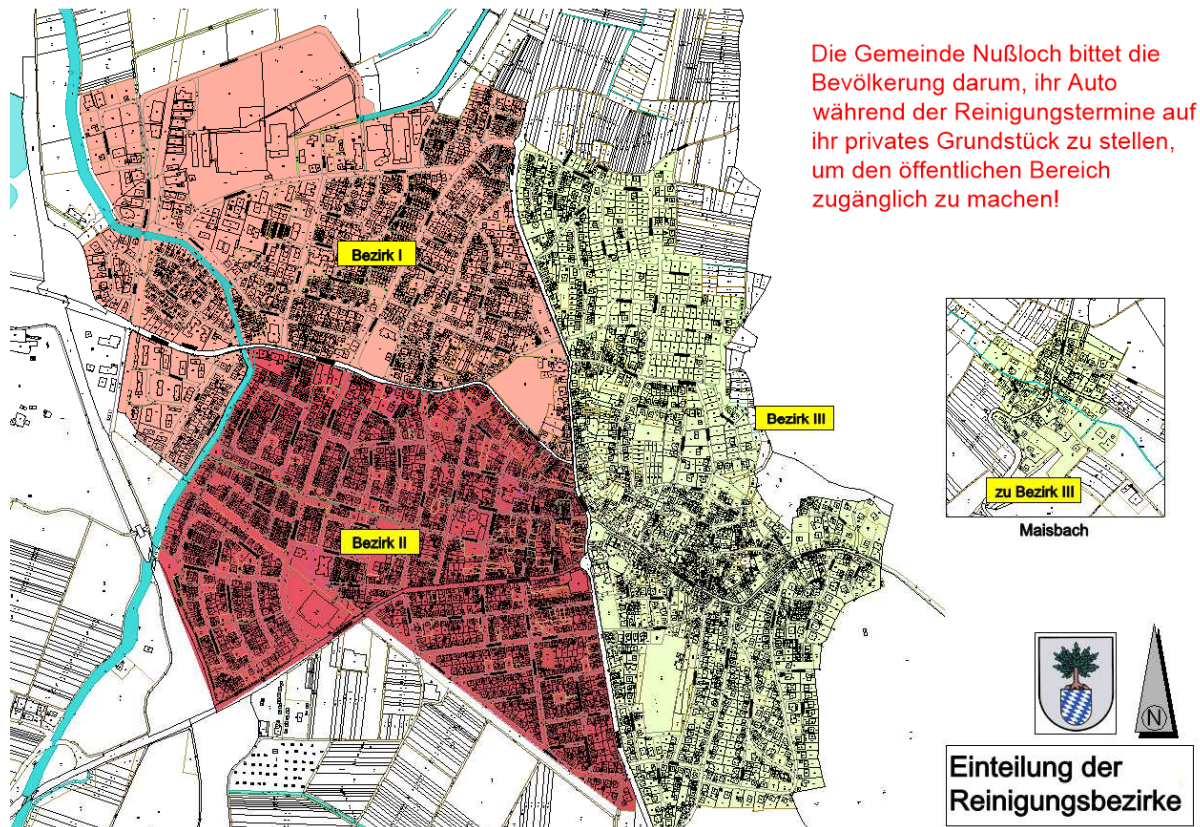 Die Gemeinde Nußloch bittet die
Bevölkerung darum, ihr Auto
während der Reinigungstermine auf
ihr privates Grundstück zu stellen,
um den öffentlichen Bereich
zugänglich zu machen!
Bezirk I
Bezirk III
Bezirk II
zu Bezirk III
Maisbach
N
Einteilung der
Reinigungsbezirke